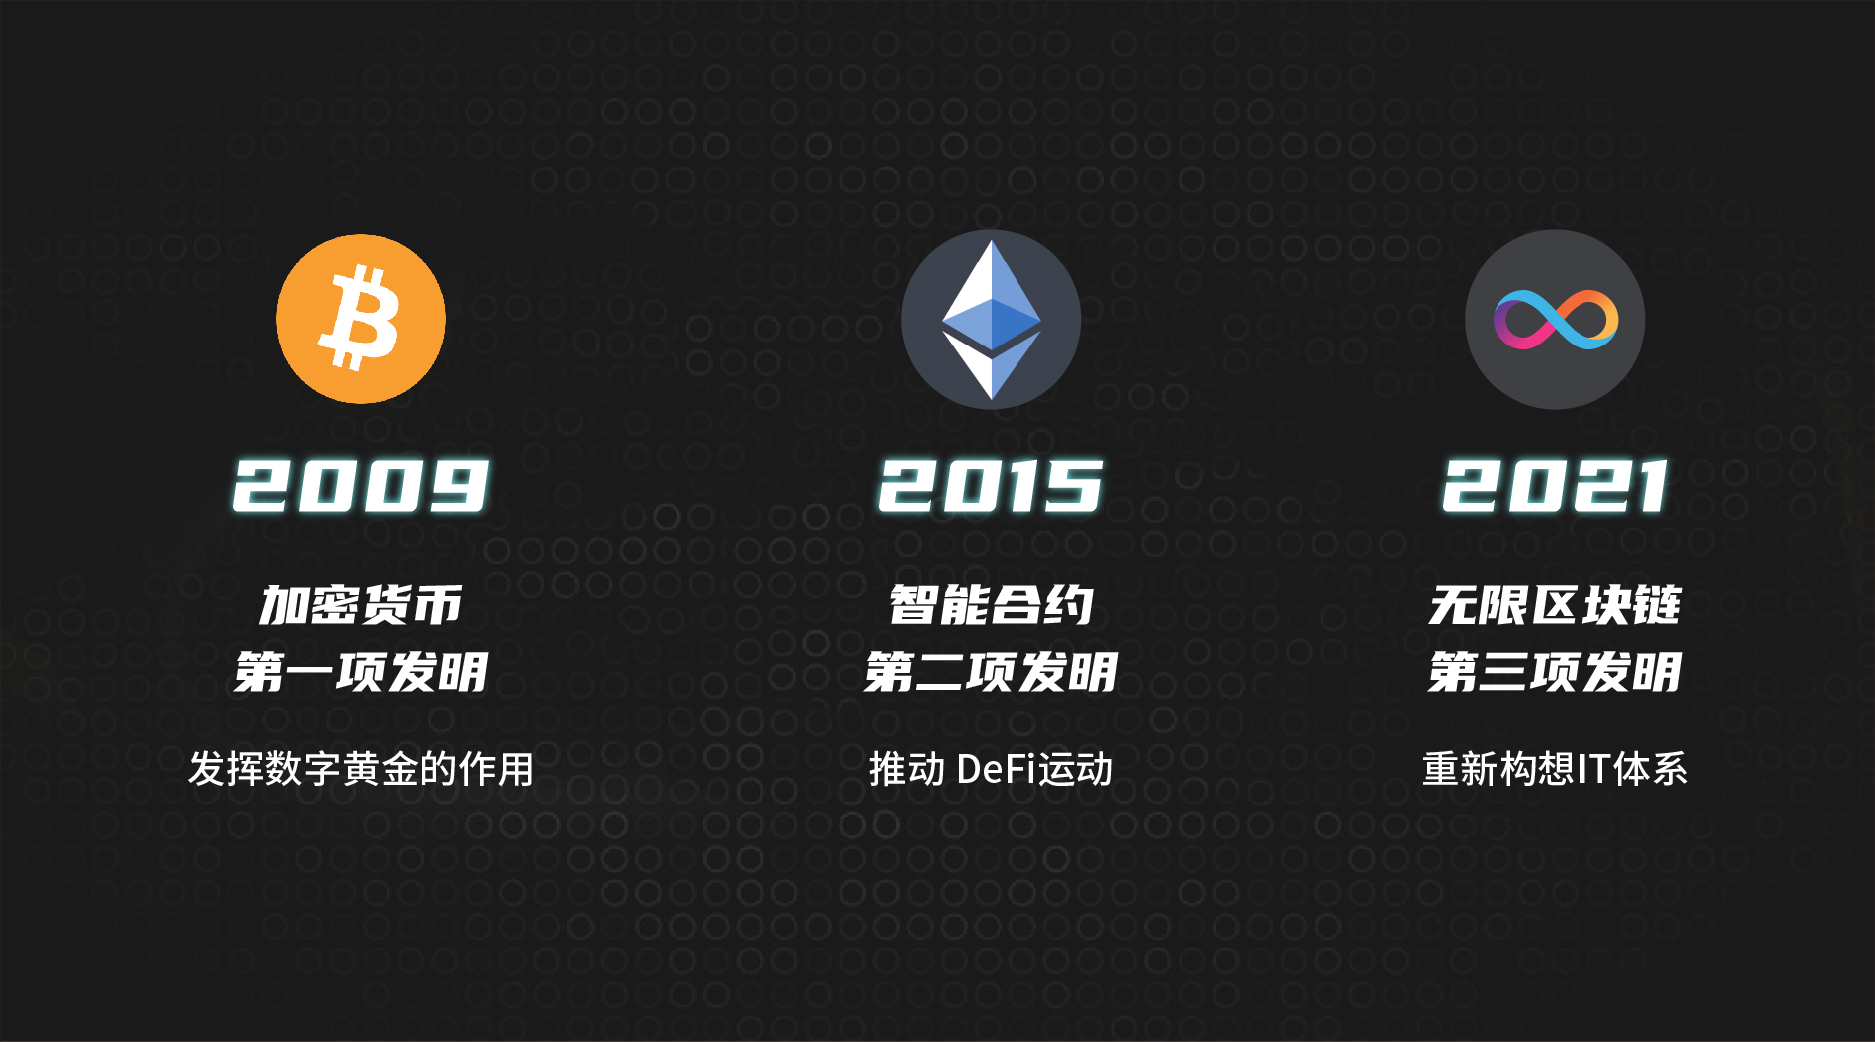 2009
加密货币
第一项发明
发挥数字黄金的作用
2015
智能合约
第二项发明
推动 DeFi运动
2021
无限区块链
第三项发明
重新构想IT体系